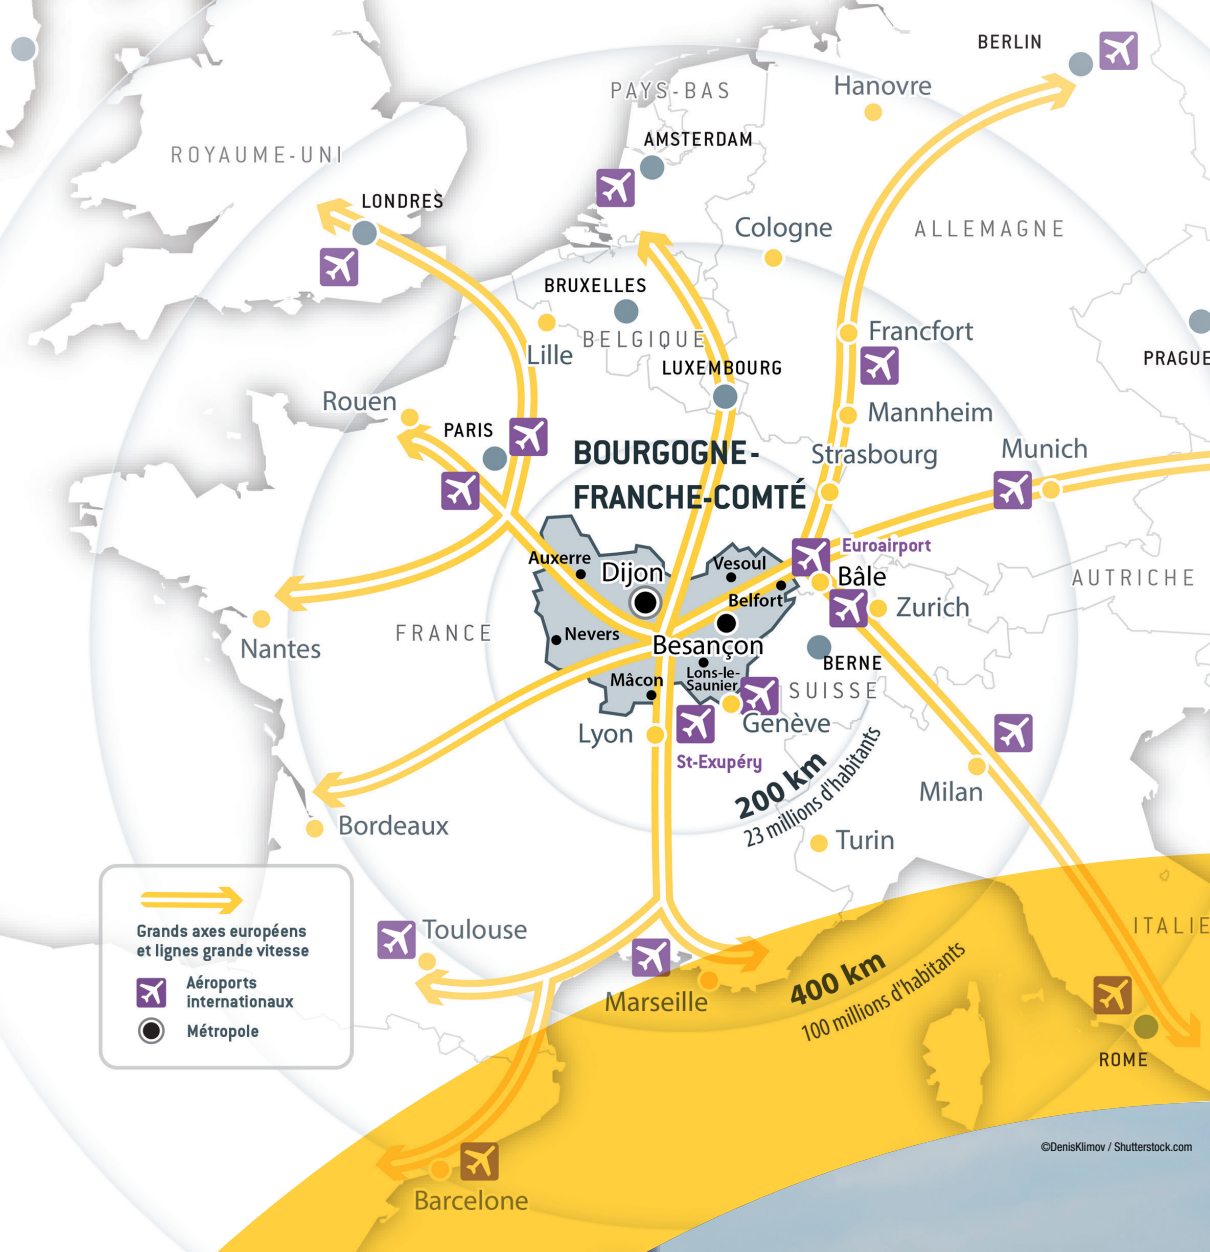 BERLIN
Hanovre
PAYS-BAS
AMSTERDAM
ROYAUME-UNI
LONDRES
Cologne
ALLEMAGNE
BRUXELLES
Francfort
BELGIQUE
Lille
PRAGUE
LUXEMBOURG
Rouen
Mannheim
PARIS
BOURGOGNE-
FRANCHE-COMTÉ
Strasbourg
Munich
Euroairport
Auxerre
Dijon
Vesoul
Bâle
AUTRICHE
Belfort
Zurich
FRANCE
Nevers
Nantes
Besançon
BERNE
Mâcon
Lons-le-
Saunier
SUISSE
Genève
Lyon
St-Exupéry
200 km
23 millions d'habitants
Milan
Bordeaux
Turin
Grands axes européens
et lignes grande vitesse
Aéroports
internationaux
Métropole
Toulouse
ITALIE
Marseille
400 km
100 millions d'habitants
ROME
©DenisKlimov / Shutterstock.com
Barcelone